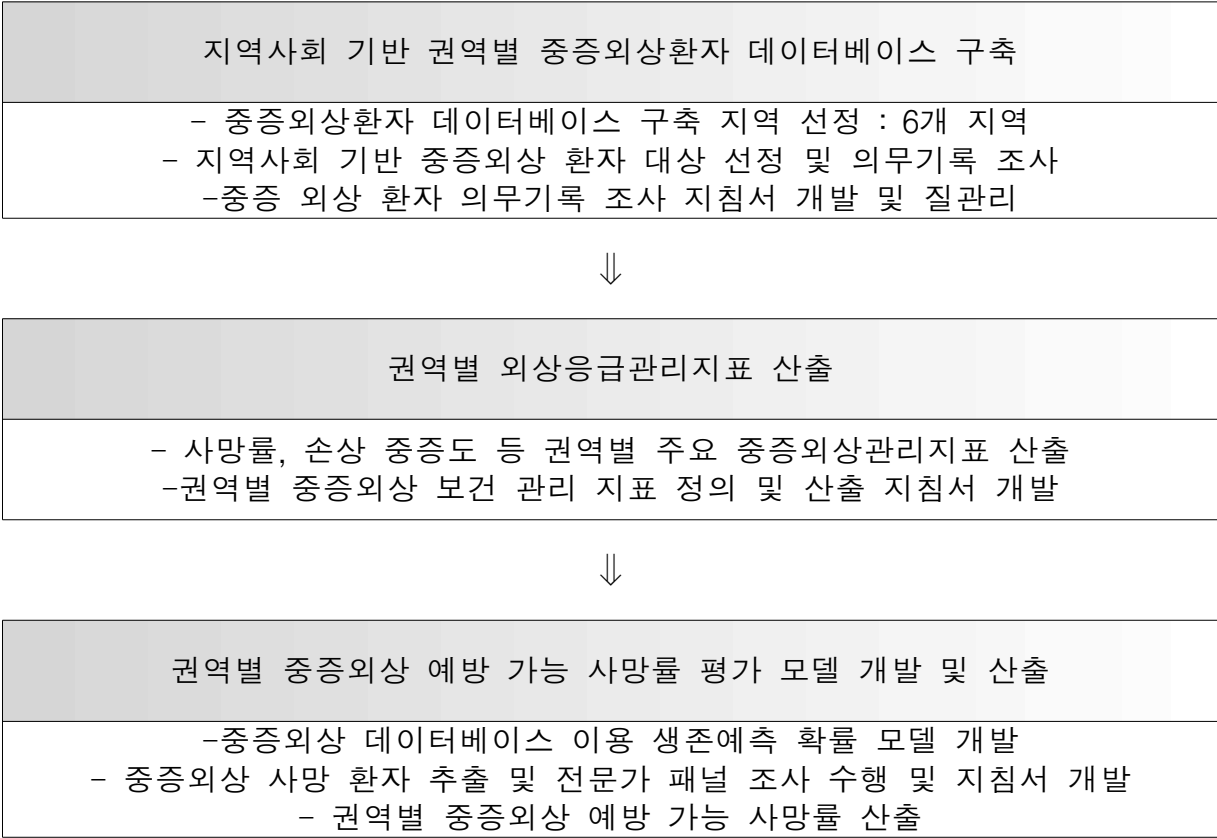 지역사회 기반 권역별 중증외상환자 데이터베이스 구축
- 중증외상환자 데이터베이스 구축 지역 선정 : 6개 지역
- 지역사회 기반 중증외상 환자 대상 선정 및 의무기록 조사
-중증 외상 환자 의무기록 조사 지침서 개발 및 질관리
⇓
권역별 외상응급관리지표 산출
- 사망률, 손상 중증도 등 권역별 주요 중증외상관리지표 산출
-권역별 중증외상 보건 관리 지표 정의 및 산출 지침서 개발
⇓
권역별 중증외상 예방 가능 사망률 평가 모델 개발 및 산출
-중증외상 데이터베이스 이용 생존예측 확률 모델 개발
- 중증외상 사망 환자 추출 및 전문가 패널 조사 수행 및 지침서 개발
- 권역별 중증외상 예방 가능 사망률 산출